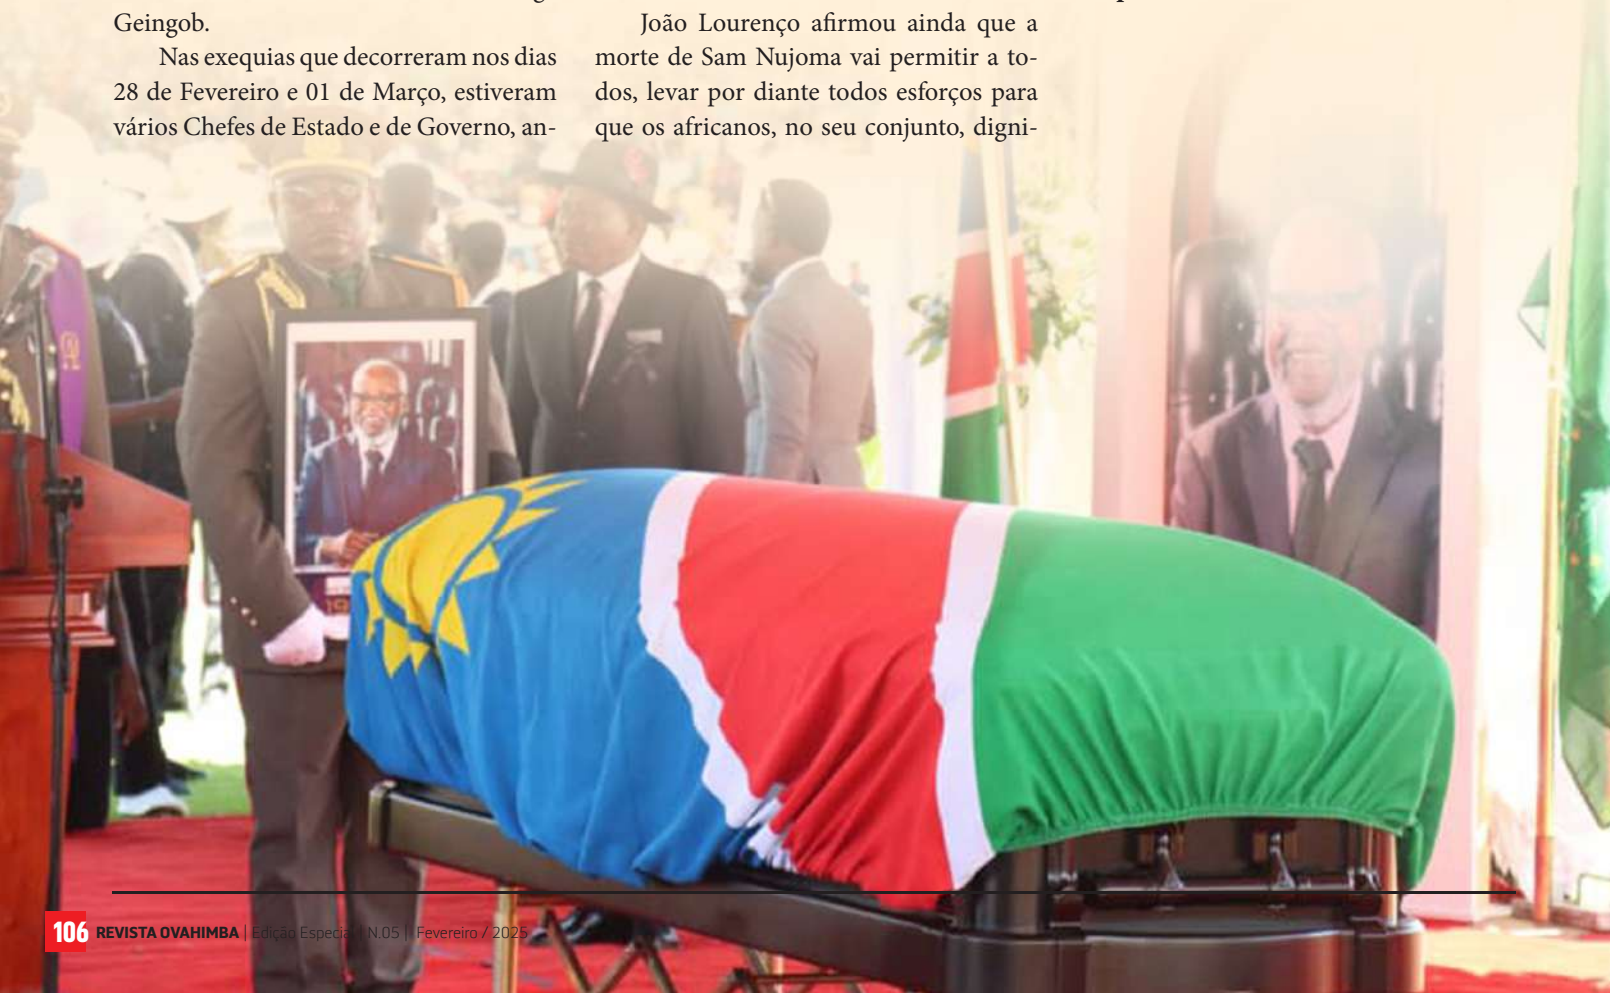 Geingob.
Nas exequias que decorreram nos dias
28 de Fevereiro e 01 de Março, estiveram
vários Chefes de Estado e de Governo, an-
João Lourenço afirmou ainda que a
morte de Sam Nujoma vai permitir a to-
dos, levar por diante todos esforços para
que os africanos, no seu conjunto, digni-
106 REVISTA OVAHIMBA | Edição Especial | N.05 | Fevereiro / 2025